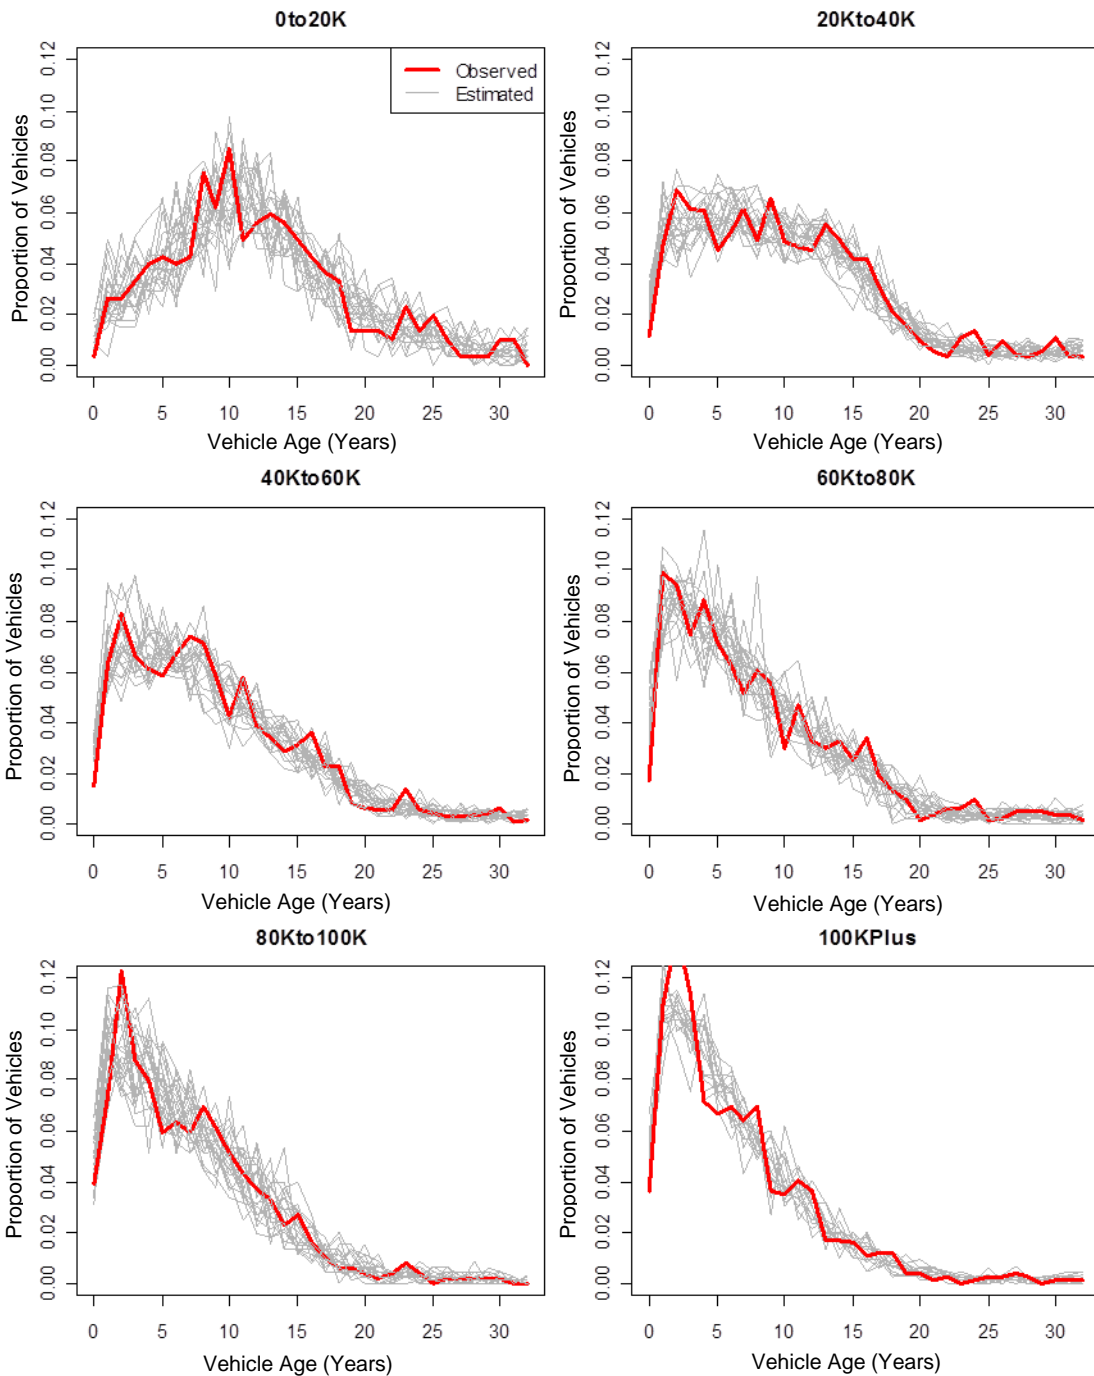 0to20K
Proportion of Vehicles
0.00 0.02 0.04 0.06 0.08 0.10 0.12
Observed
Estimated
0 5 10 15 20 25 30
Vehicle Age (Years)
20Kto40K
Proportion of Vehicles
0.00 0.02 0.04 0.06 0.08 0.10 0.12
0 5 10 15 20 25 30
Vehicle Age (Years)
40Kto60K
Proportion of Vehicles
0.00 0.02 0.04 0.06 0.08 0.10 0.12
0 5 10 15 20 25 30
Vehicle Age (Years)
60Kto80K
Proportion of Vehicles
0.00 0.02 0.04 0.06 0.08 0.10 0.12
0 5 10 15 20 25 30
Vehicle Age (Years)
80Kto100K
Proportion of Vehicles
0.00 0.02 0.04 0.06 0.08 0.10 0.12
0 5 10 15 20 25 30
Vehicle Age (Years)
100KPlus
Proportion of Vehicles
0.00 0.02 0.04 0.06 0.08 0.10 0.12
0 5 10 15 20 25 30
Vehicle Age (Years)